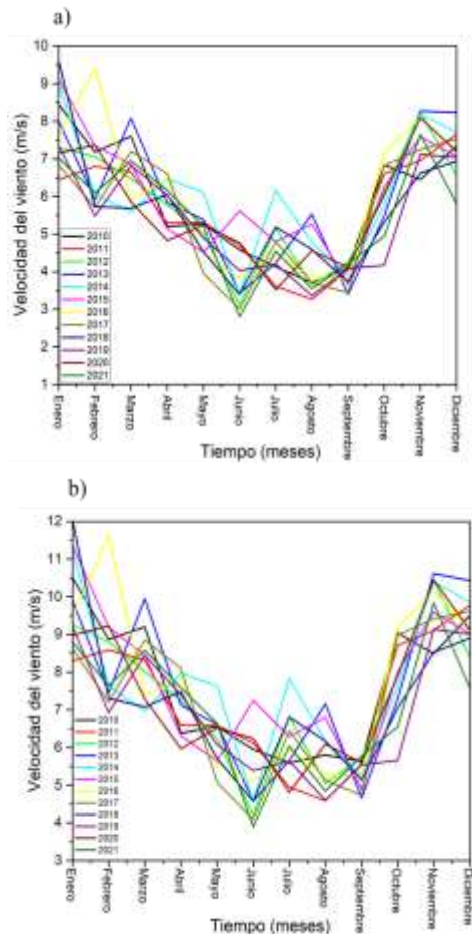 a)
10
9
8
7
6
5
4
3
2
1
Velocidad del viento (m/s)
2010
2011
2012
2013
2014
2015
2016
2017
2018
2019
2020
2021
Enero
Febrero
Marzo
Abril
Mayo
Junio
Julio
Agosto
Septiembre
Octubre
Noviembre
Diciembre
Tiempo (meses)
b)
12
11
10
9
8
7
6
5
4
3
Velocidad del viento (m/s)
2010
2011
2012
2013
2014
2015
2016
2017
2018
2019
2020
2021
Enero
Febrero
Marzo
Abril
Mayo
Junio
Julio
Agosto
Septiembre
Octubre
Noviembre
Diciembre
Tiempo (meses)